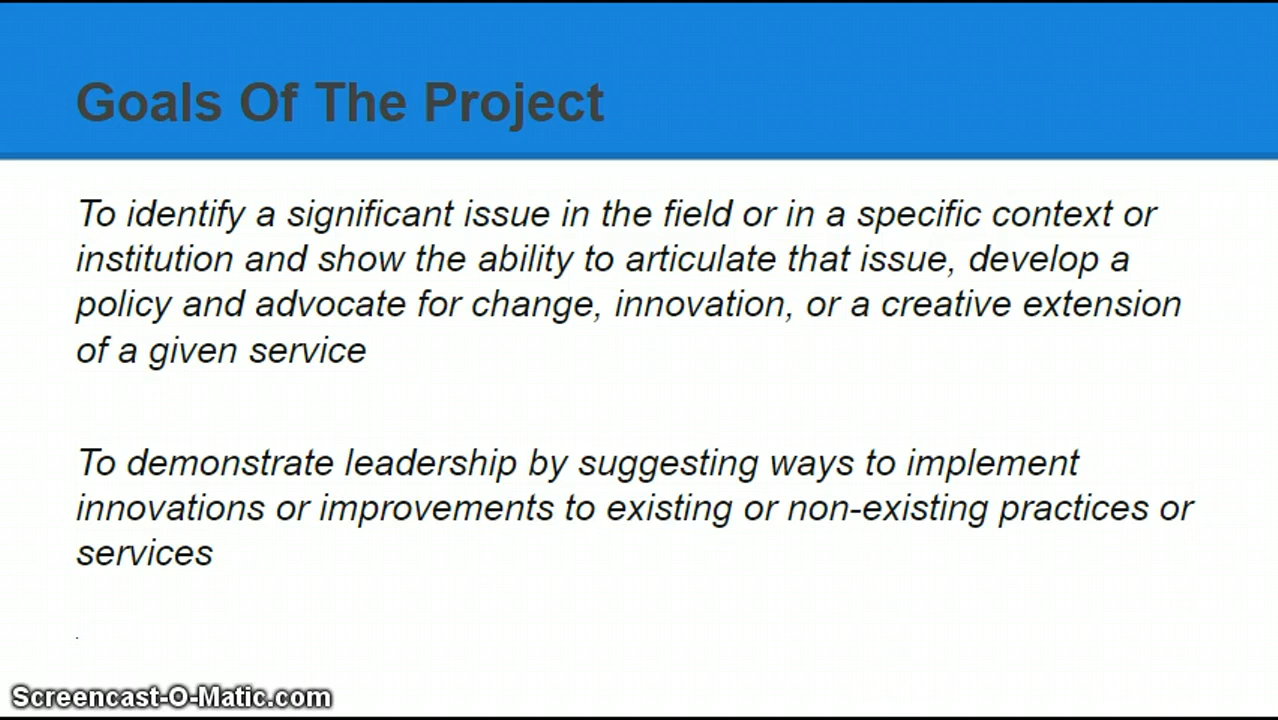 Goals Of The Project
To identify a significant issue in the field or in a specific context or
institution and show the ability to articulate that issue, develop a
policy and advocate for change, innovation, or a creative extension
of a given service
To demonstrate leadership by suggesting ways to implement
innovations or improvements to existing or non-existing practices or
services
.
Screencast-O-Matic.com